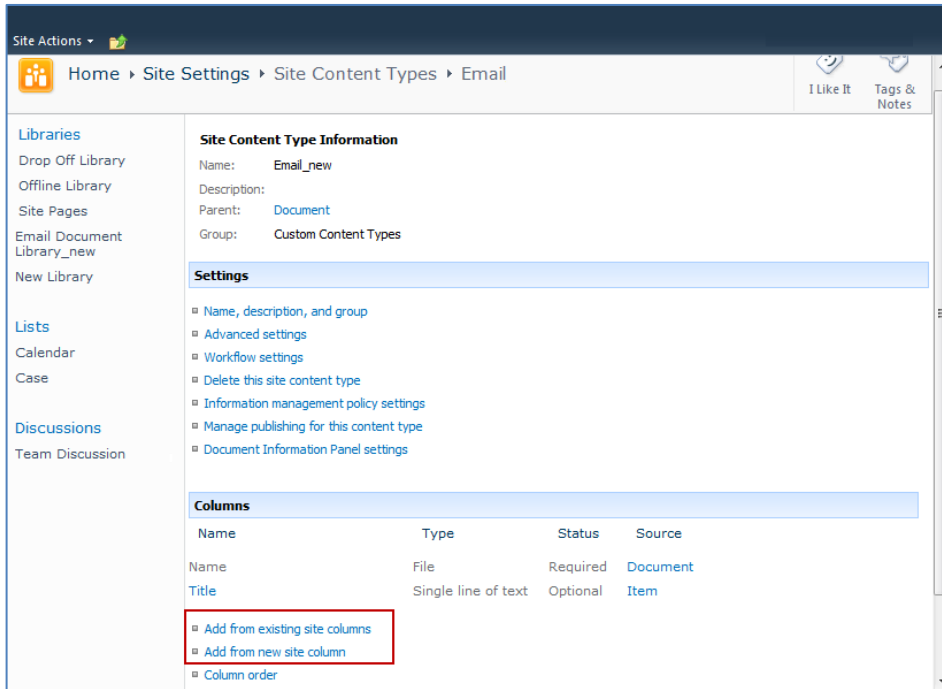 Site Actions
Home ▸ Site Settings ▸ Site Content Types ▸ Email
I Like It
Tags &
Notes
Libraries
Drop Off Library
Offline Library
Site Pages
Email Document
Library_new
New Library
Lists
Calendar
Case
Discussions
Team Discussion
Site Content Type Information
Name: Email_new
Description:
Parent: Document
Group: Custom Content Types
Settings
Name, description, and group
Advanced settings
Workflow settings
Delete this site content type
Information management policy settings
Manage publishing for this content type
Document Information Panel settings
Columns
Name Type Status Source
Name File Required Document
Title Single line of text Optional Item
Add from existing site columns
Add from new site column
Column order